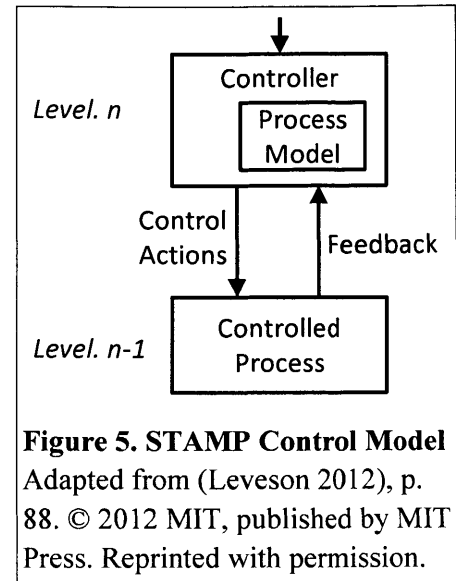 Controller
Level. n
Process
Model
Control
Actions
Feedback
Level. n-1
Controlled
Process
Figure 5. STAMP Control Model
Adapted from (Leveson 2012), p.
88. © 2012 MIT, published by MIT
Press. Reprinted with permission.